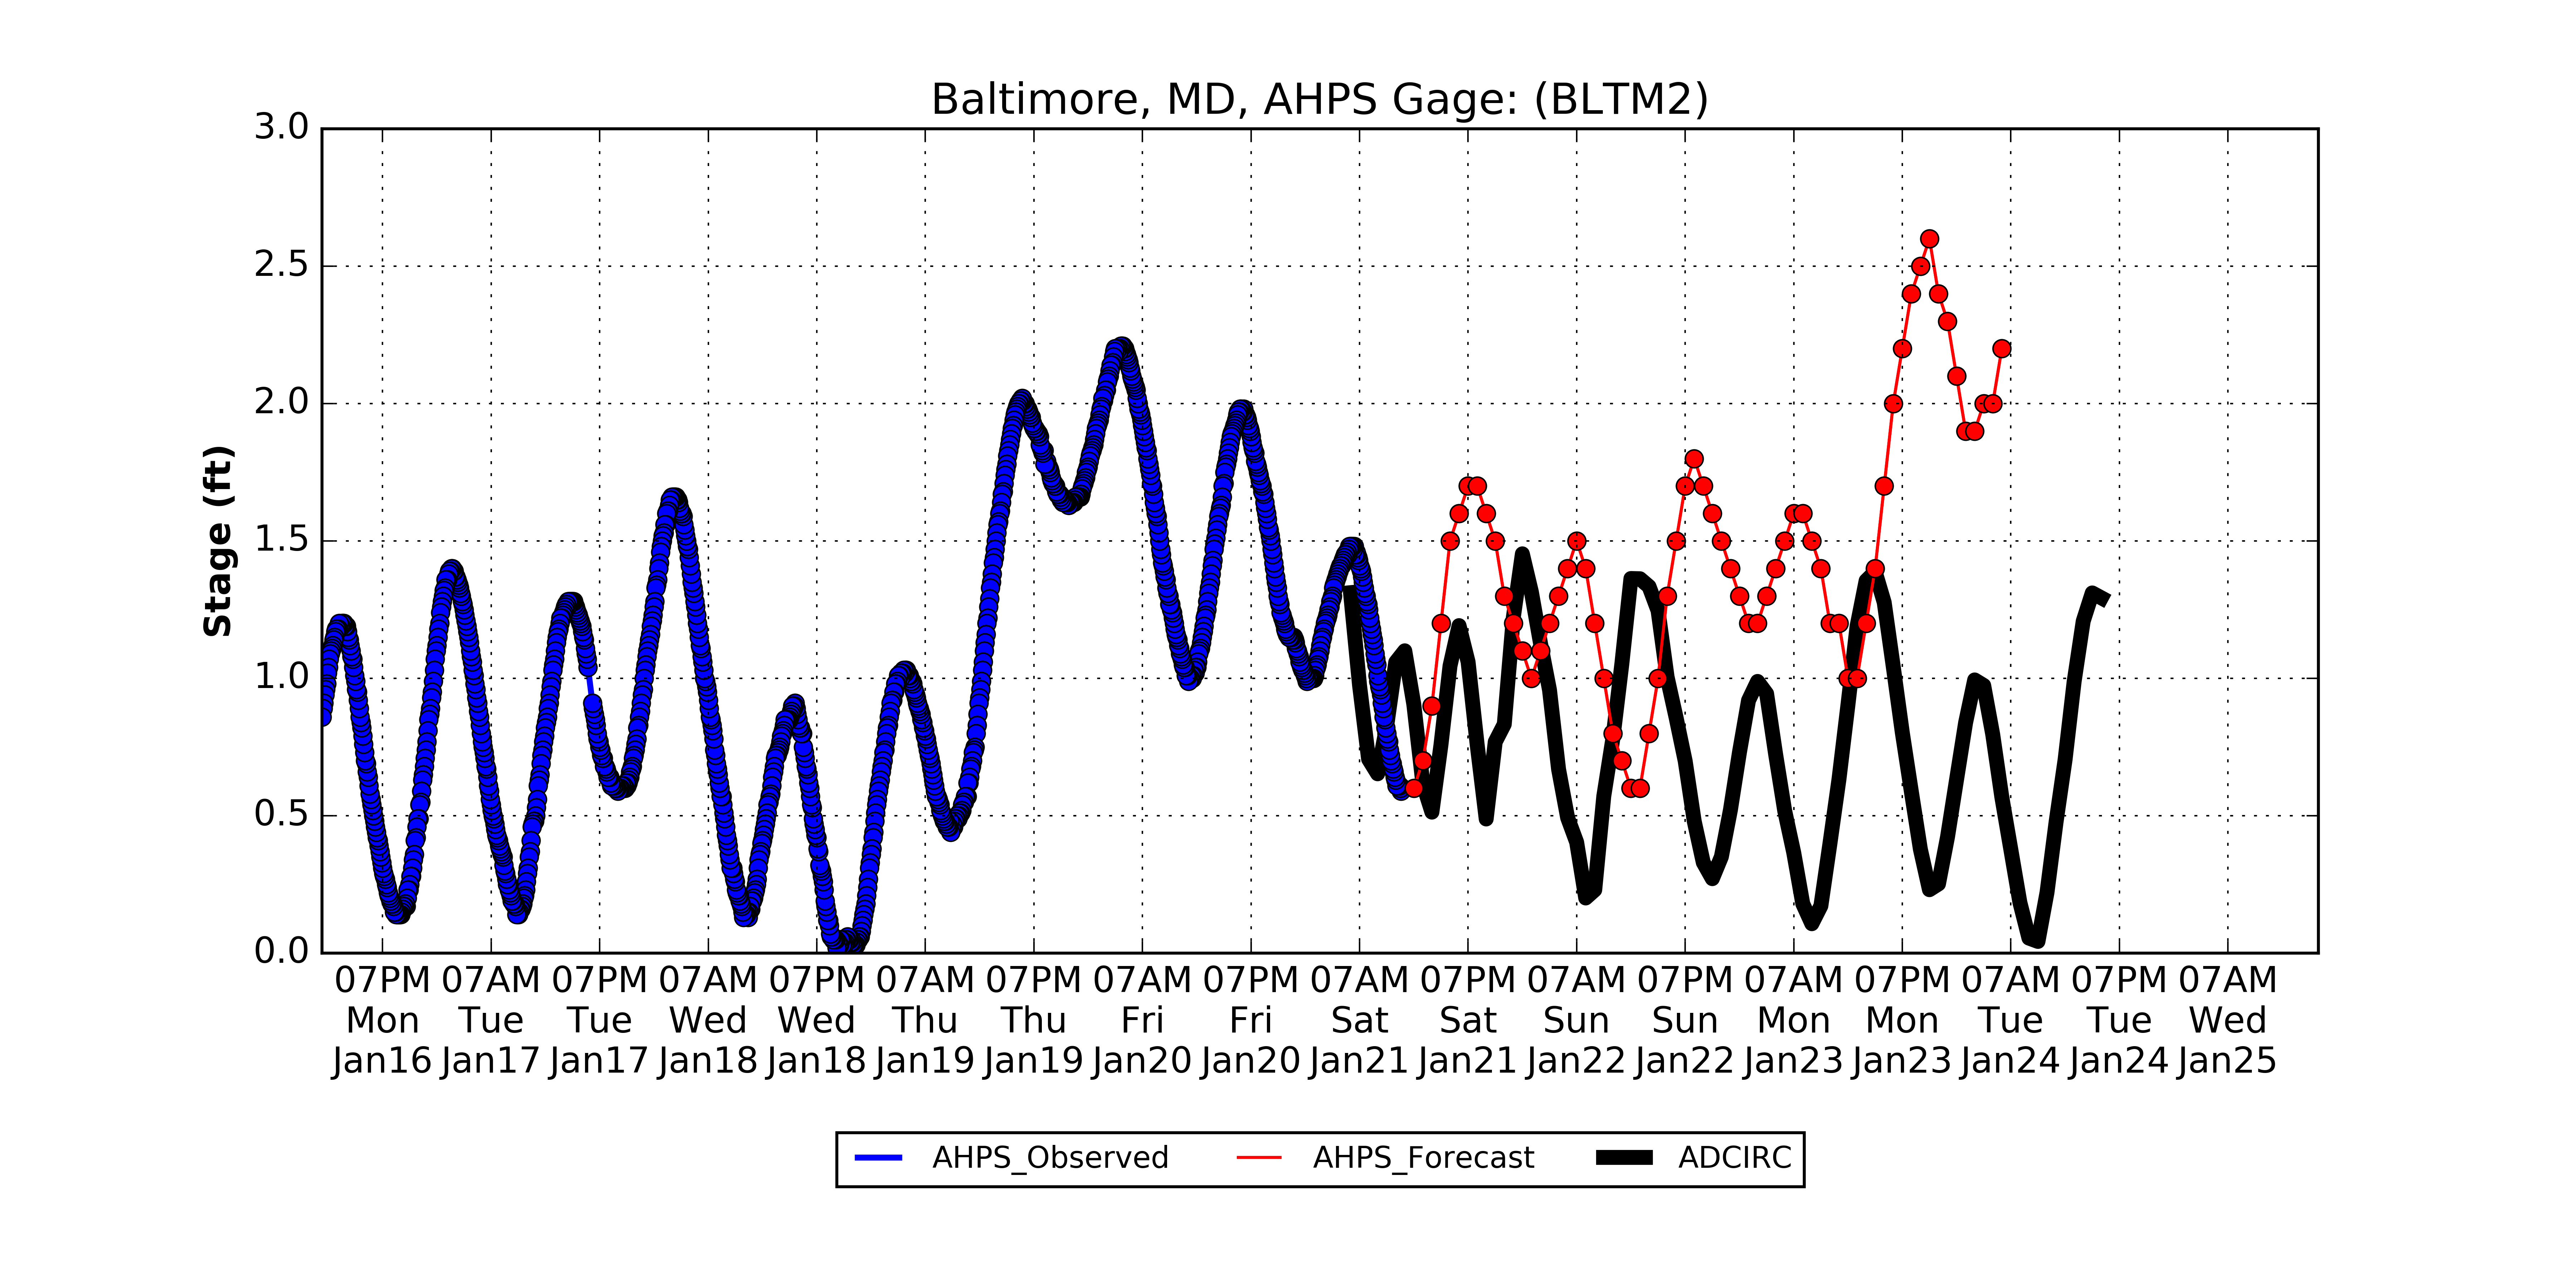 Baltimore, MD, AHPS Gage: (BLTM2)
Stage (ft)
3.0
2.5
2.0
1.5
1.0
0.5
0.0
07PM 07AM 07PM 07AM 07PM 07AM 07PM 07AM 07PM 07AM 07PM 07AM 07PM 07AM 07PM 07AM 07PM 07AM
Mon Tue Tue Wed Wed Thu Thu Fri Fri Sat Sat Sun Sun Mon Mon Tue Tue Wed
Jan16 Jan17 Jan17 Jan18 Jan18 Jan19 Jan19 Jan20 Jan20 Jan21 Jan21 Jan22 Jan22 Jan23 Jan23 Jan24 Jan24 Jan25
AHPS_Observed AHPS_Forecast ADCIRC